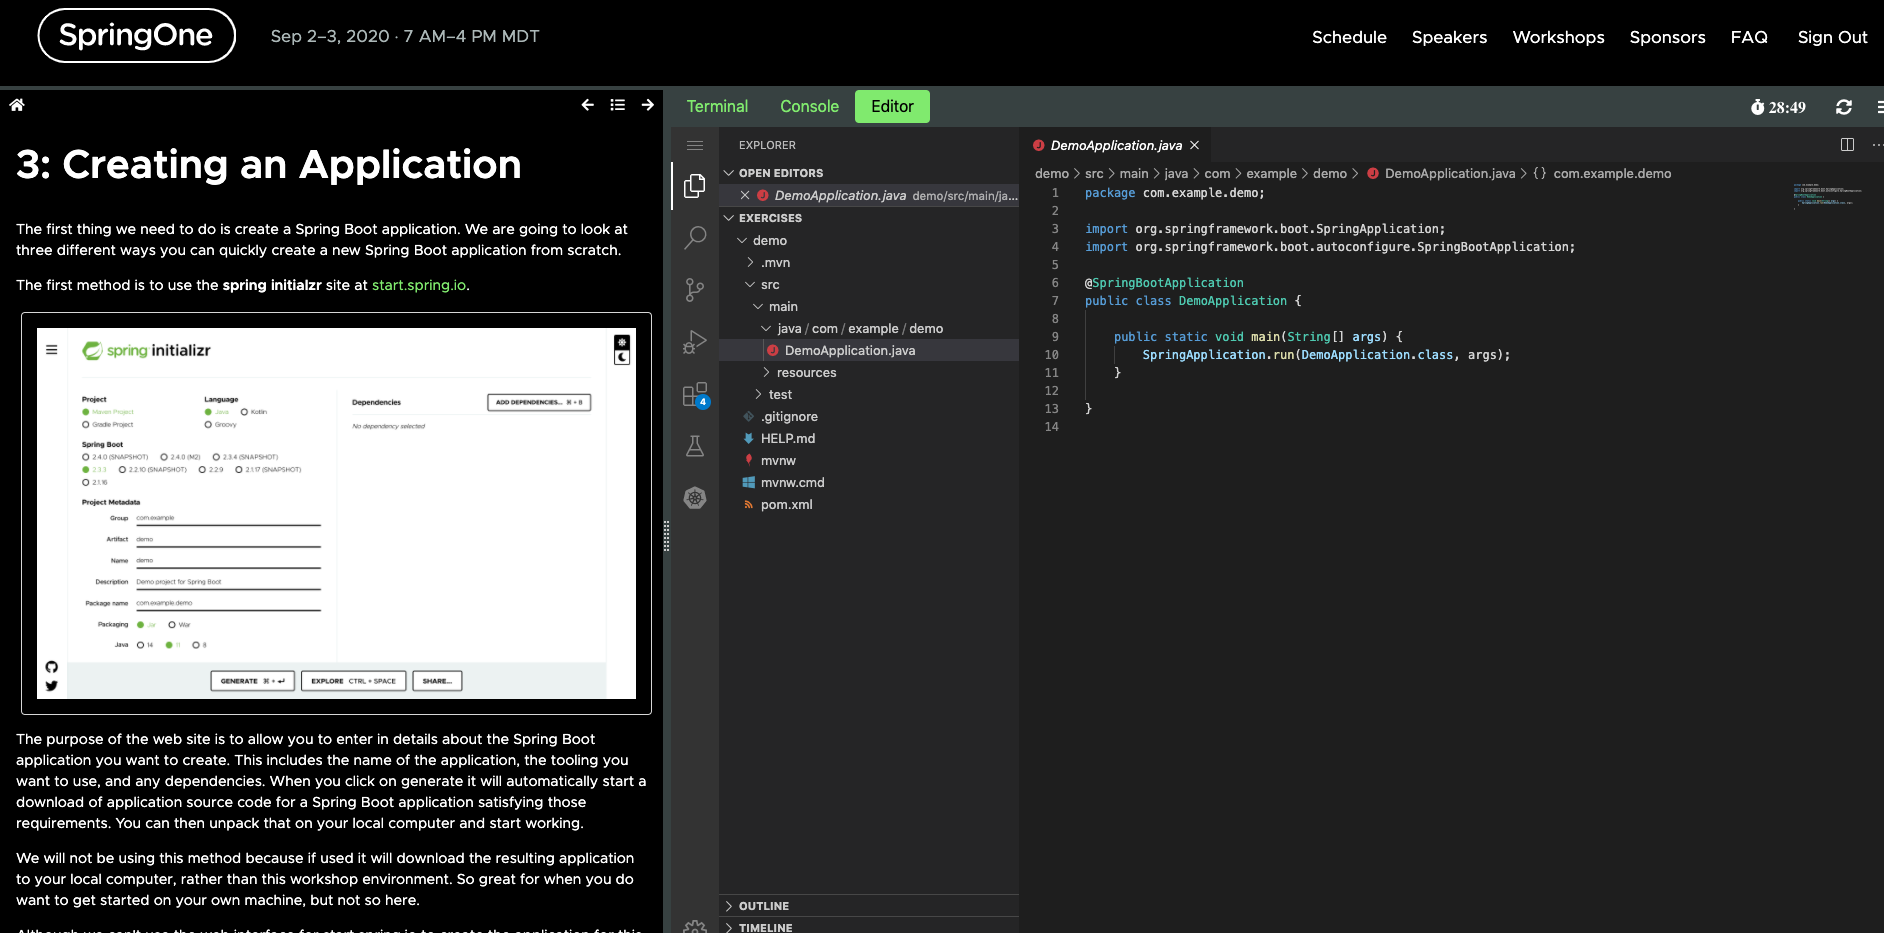 SpringOne
Sep 2–3, 2020 · 7 AM–4 PM MDT
Schedule Speakers Workshops Sponsors FAQ Sign Out
3: Creating an Application
The first thing we need to do is create a Spring Boot application. We are going to look at
three different ways you can quickly create a new Spring Boot application from scratch.
The first method is to use the spring initialzr site at start.spring.io.
spring initializr
Project
Maven Project
Gradle Project
Language
Java Kotlin
Groovy
Spring Boot
2.4.0 (SNAPSHOT) 2.4.0 (M2) 2.3.4 (SNAPSHOT)
2.3.3 2.2.10 (SNAPSHOT) 2.2.9 2.1.17 (SNAPSHOT)
2.1.16
Project Metadata
Group com.example
Artifact demo
Name demo
Description Demo project for Spring Boot
Package name com.example.demo
Packaging Jar War
Java 14 11 8
Dependencies
ADD DEPENDENCIES... ⌘ + B
No dependency selected
GENERATE ⌘ + ↵
EXPLORE CTRL + SPACE
SHARE...
The purpose of the web site is to allow you to enter in details about the Spring Boot
application you want to create. This includes the name of the application, the tooling you
want to use, and any dependencies. When you click on generate it will automatically start a
download of application source code for a Spring Boot application satisfying those
requirements. You can then unpack that on your local computer and start working.
We will not be using this method because if used it will download the resulting application
to your local computer, rather than this workshop environment. So great for when you do
want to get started on your own machine, but not so here.
Although we can't use the web interface for start.spring.io to create the application for this
Terminal Console Editor
28:49
4
EXPLORER
OPEN EDITORS
DemoApplication.java demo/src/main/ja...
EXERCISES
demo
.mvn
src
main
java / com / example / demo
DemoApplication.java
resources
test
.gitignore
HELP.md
mvnw
mvnw.cmd
pom.xml
OUTLINE
TIMELINE
DemoApplication.java
demo > src > main > java > com > example > demo > DemoApplication.java > {} com.example.demo
1 package com.example.demo;
2
3 import org.springframework.boot.SpringApplication;
4 import org.springframework.boot.autoconfigure.SpringBootApplication;
5
6 @SpringBootApplication
7 public class DemoApplication {
8
9 public static void main(String[] args) {
10 SpringApplication.run(DemoApplication.class, args);
11 }
12
13 }
14